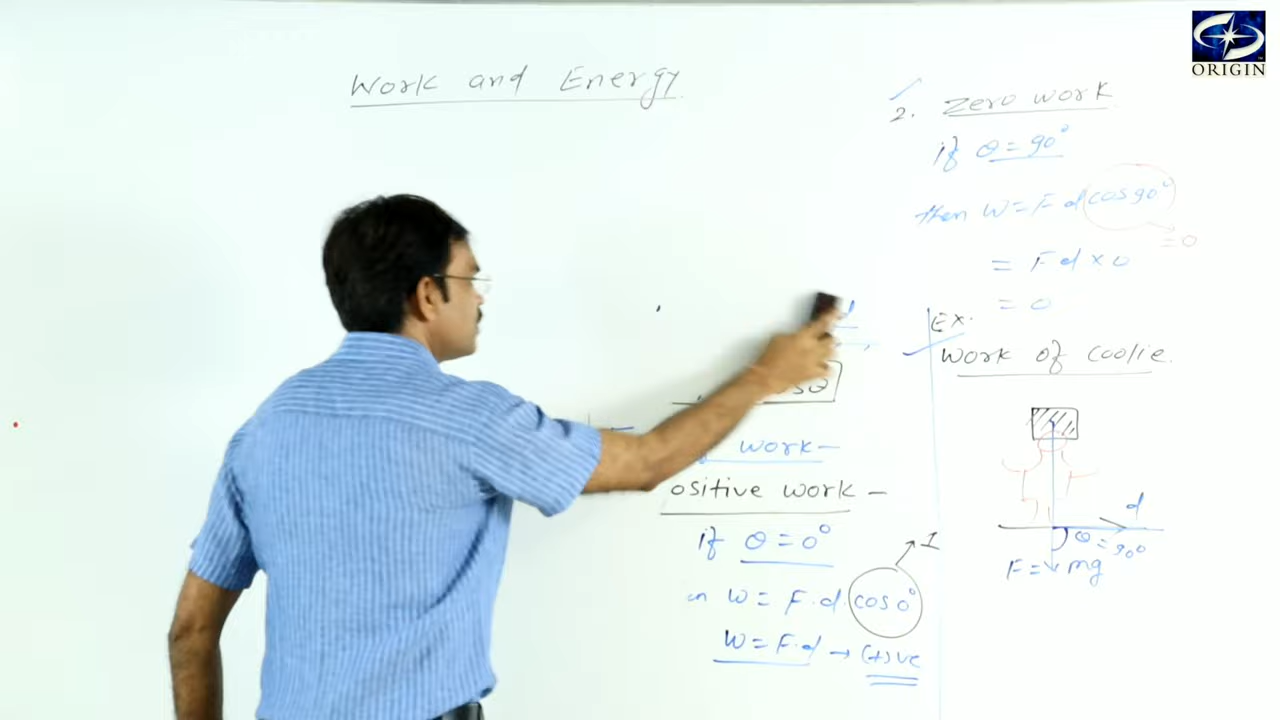 Work and Energy
d
cosθ
work-
ositive work -
if θ = 0°
W = F.d. cos 0°
1
W = F.d → (+)ve
2. Zero work
if θ = 90°
then W = F d cos 90°
= 0
= F d × 0
= 0
Ex.
Work of coolie.
d
θ = 90°
F = mg
ORIGIN